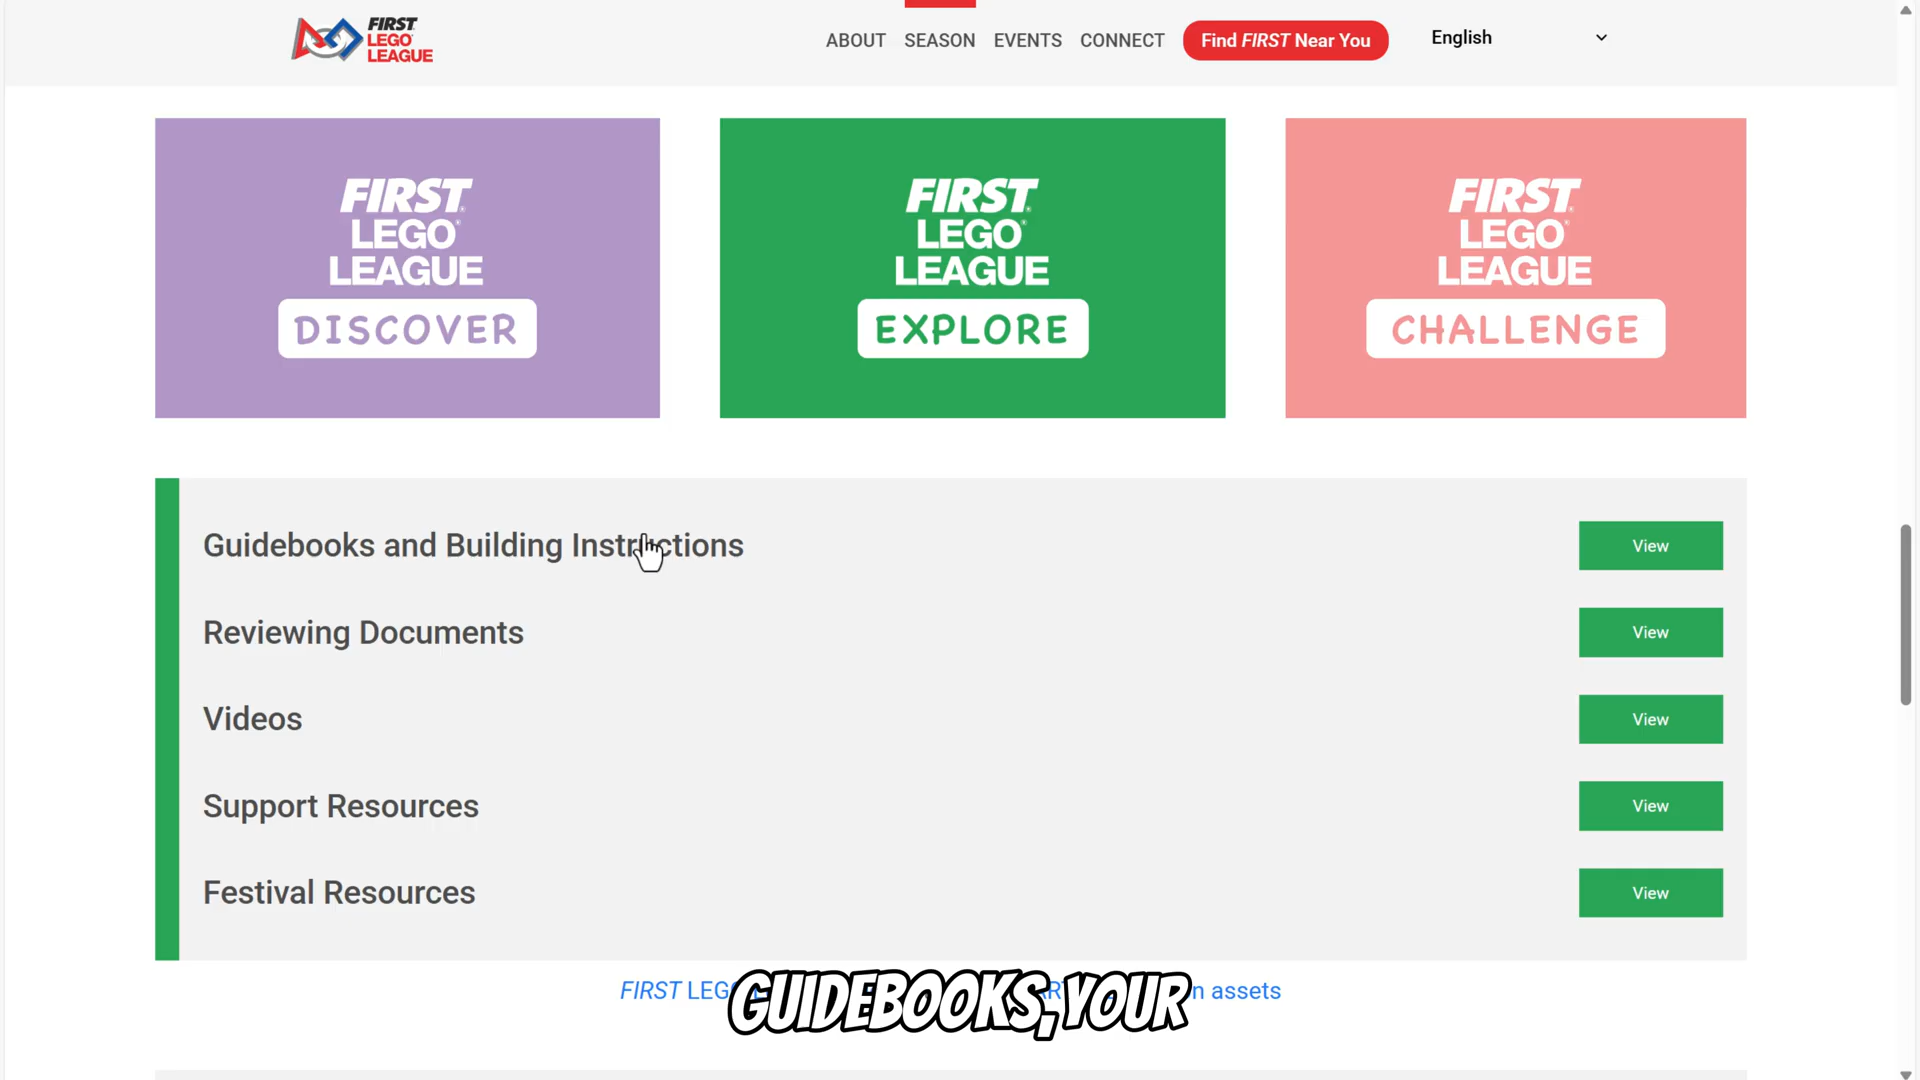 FIRST
LEGO
LEAGUE
ABOUT
SEASON
EVENTS
CONNECT
Find FIRST Near You
English
FIRST
LEGO
LEAGUE
DISCOVER
FIRST
LEGO
LEAGUE
EXPLORE
FIRST
LEGO
LEAGUE
CHALLENGE
Guidebooks and Building Instructions
View
Reviewing Documents
View
Videos
View
Support Resources
View
Festival Resources
View
FIRST assets
GUIDEBOOKS, YOUR